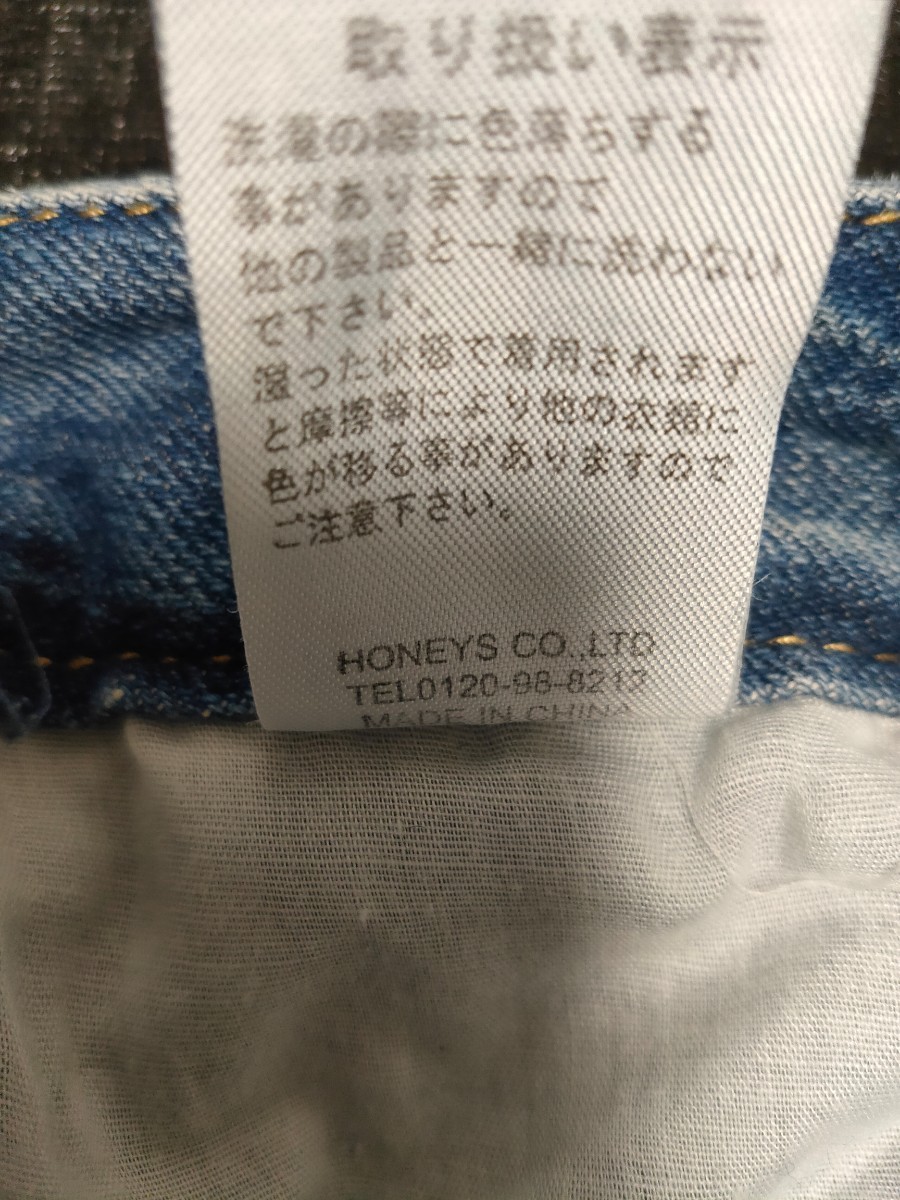 取り扱い表示
洗濯の際に色落ちする
事がありますので
他の製品と一緒に洗わない
で下さい。
湿った状態で着用されます
と摩擦等により他の衣類に
色が移る事がありますので
ご注意下さい。
HONEYS CO.,LTD
TEL0120-98-8213
MADE IN CHINA